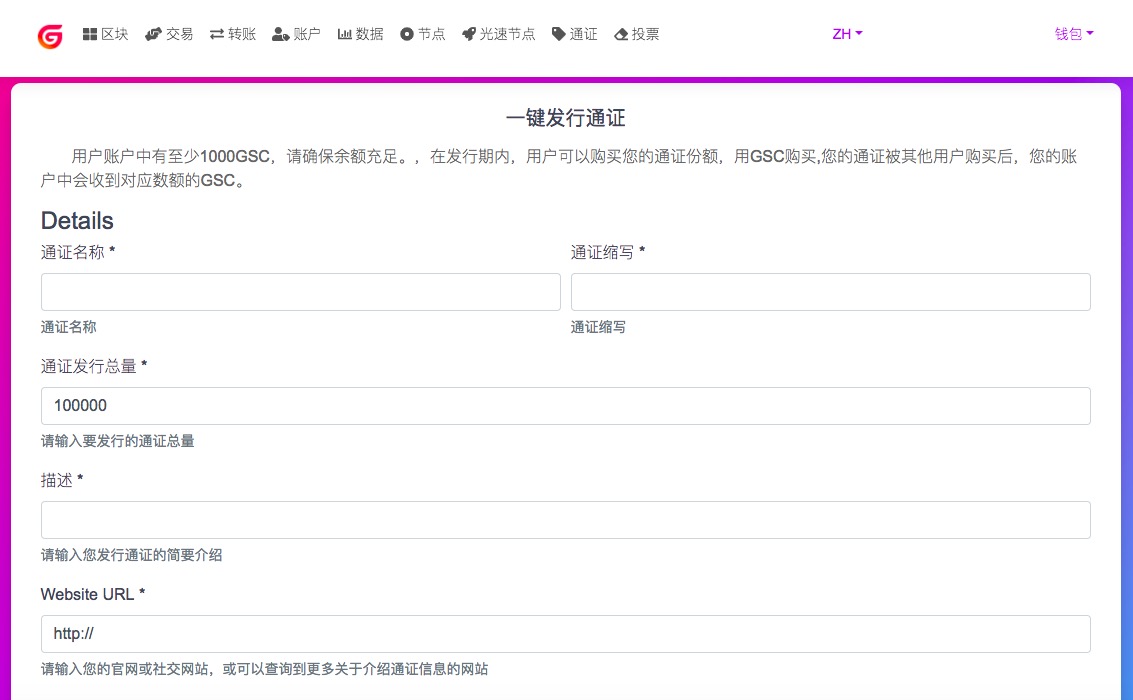 区块 交易 转账 账户 数据 节点 光速节点 通证 投票 ZH 钱包
一键发行通证
用户账户中有至少1000GSC，请确保余额充足。，在发行期内，用户可以购买您的通证份额，用GSC购买,您的通证被其他用户购买后，您的账
户中会收到对应数额的GSC。
Details
通证名称 * 通证缩写 *
通证名称 通证缩写
通证发行总量 *
100000
请输入要发行的通证总量
描述 *
请输入您发行通证的简要介绍
Website URL *
http://
请输入您的官网或社交网站，或可以查询到更多关于介绍通证信息的网站